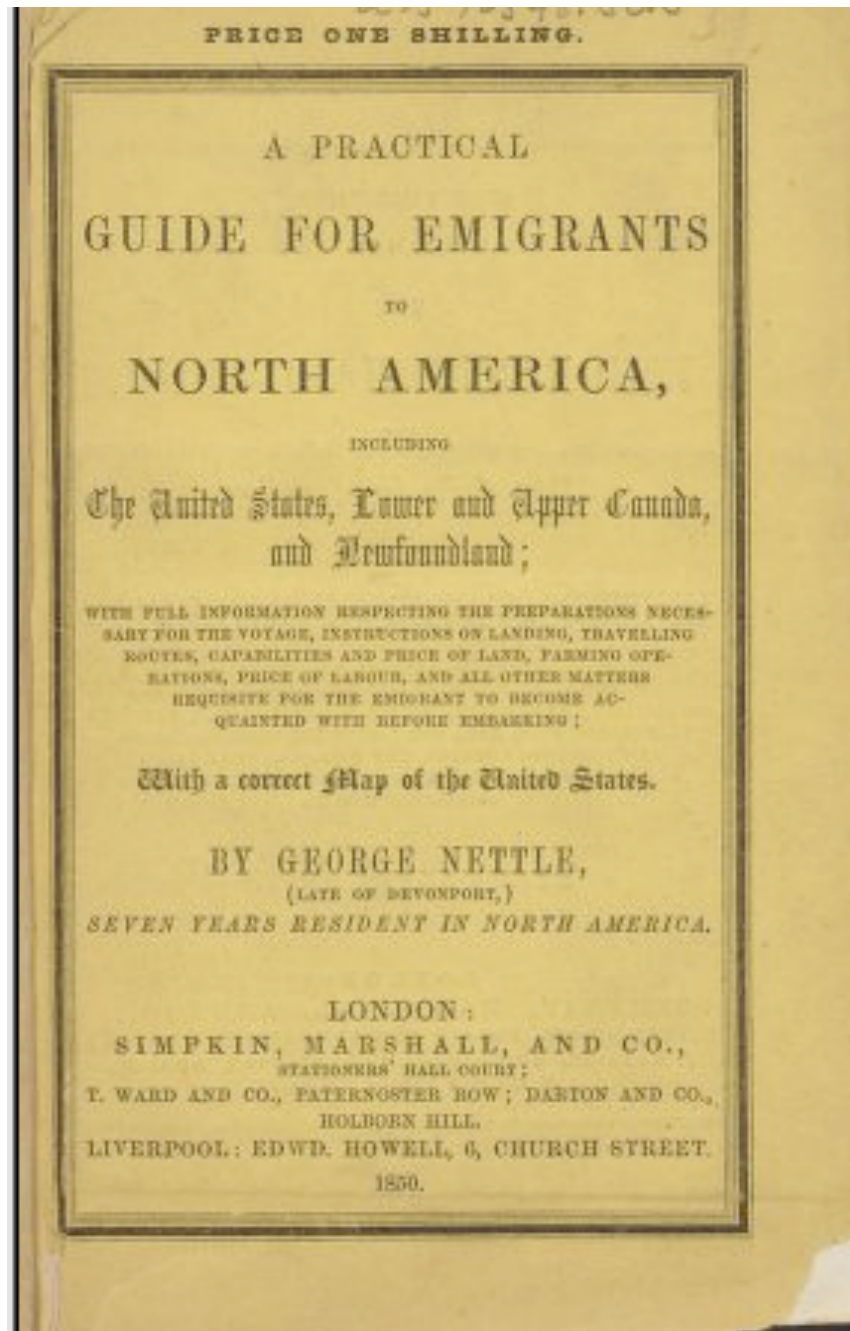 PRICE ONE SHILLING.
A PRACTICAL
GUIDE FOR EMIGRANTS
TO
NORTH AMERICA,
INCLUDING
The United States, Lower and Upper Canada,
and Newfoundland;
WITH FULL INFORMATION RESPECTING THE PREPARATIONS NECES-
SARY FOR THE VOYAGE, INSTRUCTIONS ON LANDING, TRAVELLING
ROUTES, CAPABILITIES AND PRICE OF LAND, FARMING OPE-
RATIONS, PRICE OF LABOUR, AND ALL OTHER MATTERS
REQUISITE FOR THE EMIGRANT TO BECOME AC-
QUAINTED WITH BEFORE EMBARKING;
With a correct Map of the United States.
BY GEORGE NETTLE,
(LATE OF DEVONPORT,)
SEVEN YEARS RESIDENT IN NORTH AMERICA.
LONDON:
SIMPKIN, MARSHALL, AND CO.,
STATIONERS' HALL COURT;
T. WARD AND CO., PATERNOSTER ROW; DARTON AND CO.,
HOLBORN HILL.
LIVERPOOL: EDWD. HOWELL, 6, CHURCH STREET.
1850.